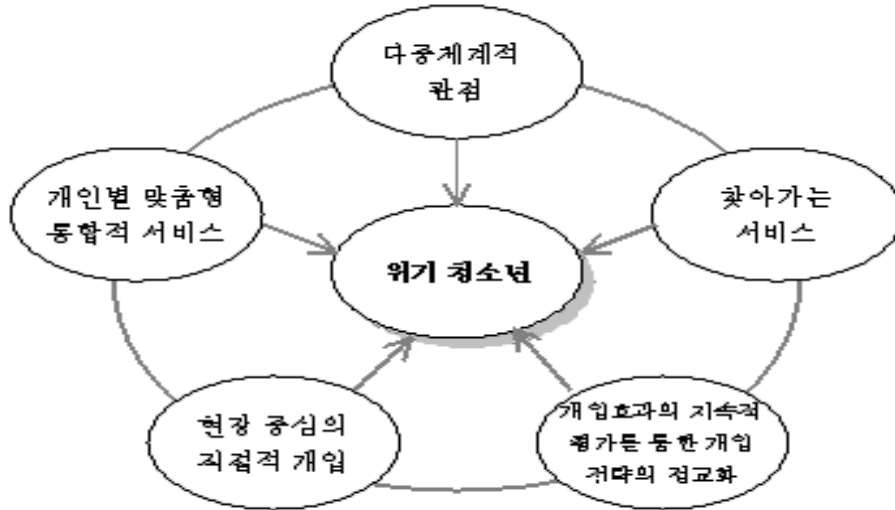 다중체계적
관점
개인별 맞춤형
통합적 서비스
찾아가는
서비스
위기 청소년
현장 중심의
직접적 개입
개입효과의 지속적
평가를 통한 개입
전략의 정교화